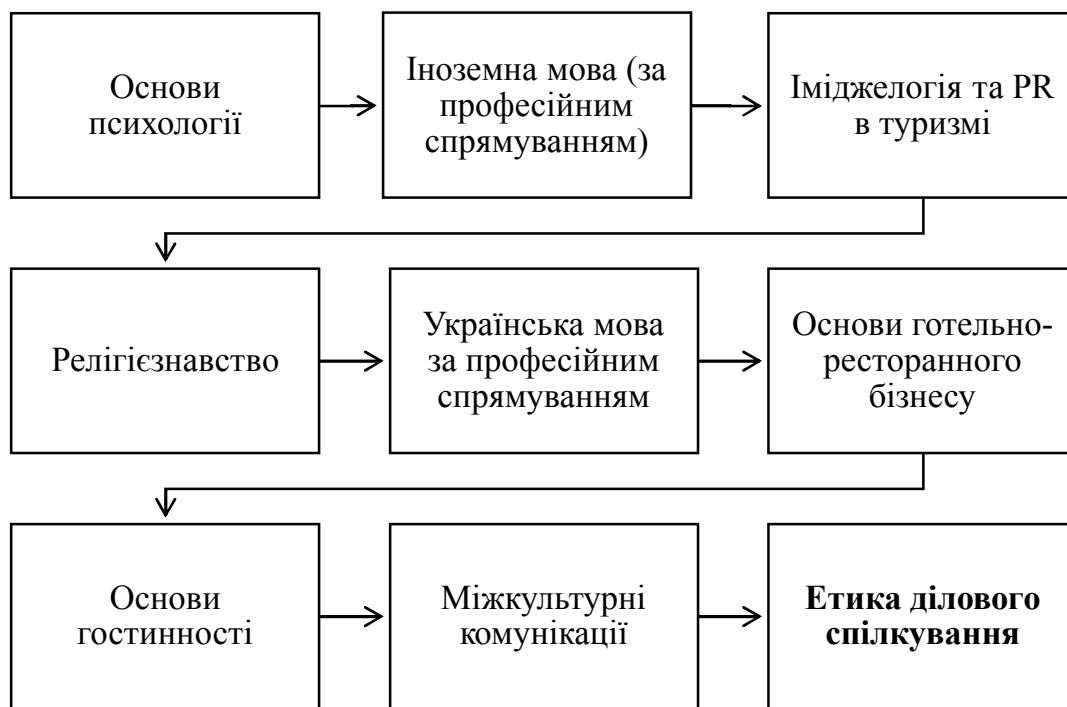 Основи
психології
Іноземна мова (за
професійним
спрямуванням)
Іміджелогія та PR
в туризмі
Релігієзнавство
Українська мова
за професійним
спрямуванням
Основи готельно-
ресторанного
бізнесу
Основи
гостинності
Міжкультурні
комунікації
Етика ділового
спілкування